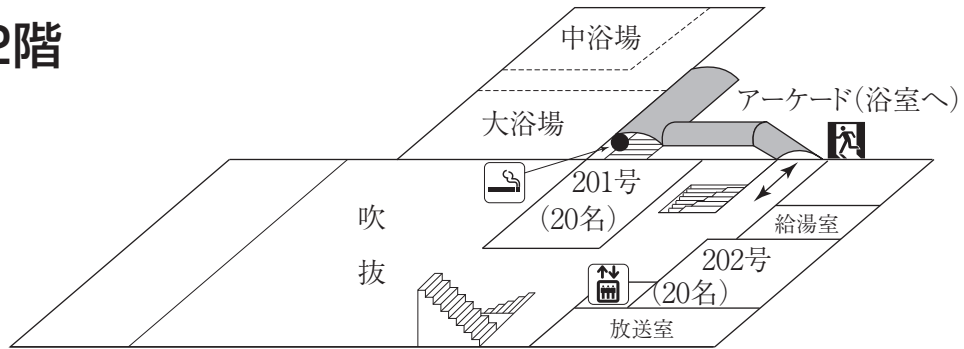 2階
中浴場
アーケード（浴室へ）
大浴場
201号
（20名）
吹
抜
給湯室
202号
（20名）
放送室